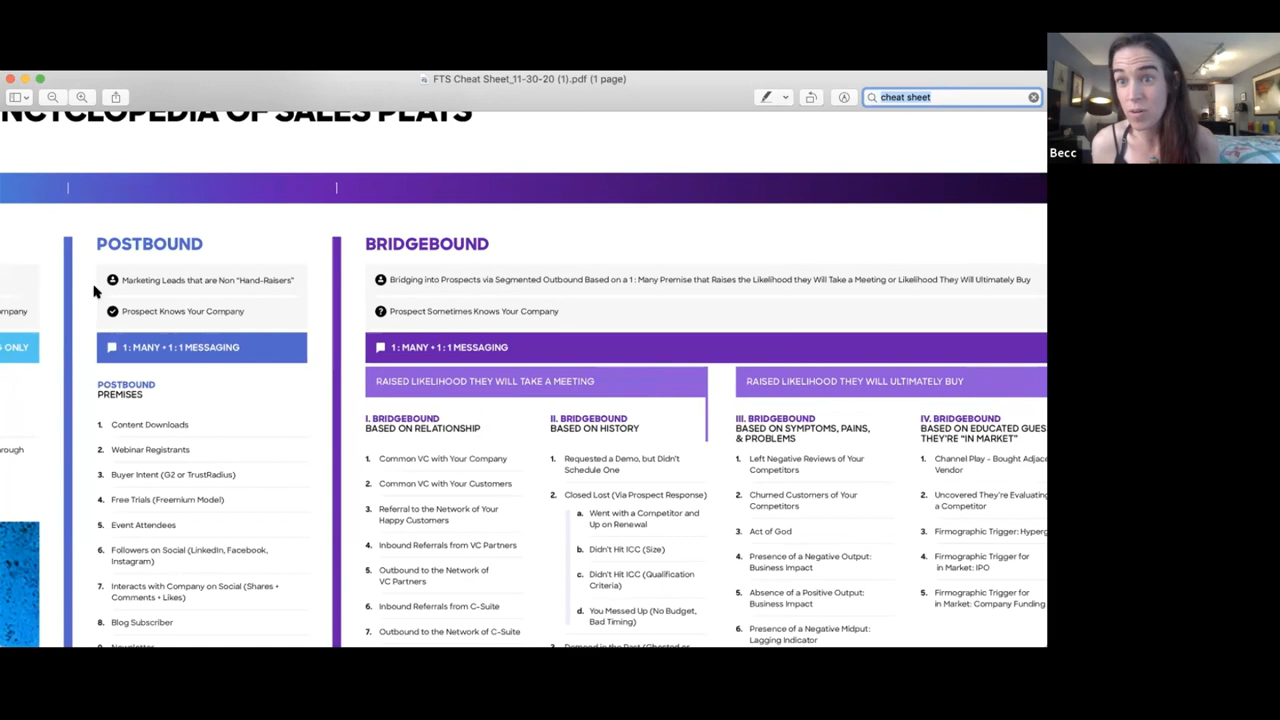 FTS Cheat Sheet_11-30-20 (1).pdf (1 page)
cheat sheet
Becc
NCYCLOPEDIA OF SALES PLAYS
ompany
G ONLY
rough
POSTBOUND
Marketing Leads that are Non "Hand-Raisers"
Prospect Knows Your Company
1 : MANY + 1 : 1 MESSAGING
POSTBOUND
PREMISES
1. Content Downloads
2. Webinar Registrants
3. Buyer Intent (G2 or TrustRadius)
4. Free Trials (Freemium Model)
5. Event Attendees
6. Followers on Social (LinkedIn, Facebook,
Instagram)
7. Interacts with Company on Social (Shares +
Comments + Likes)
8. Blog Subscriber
9. Newsletter
BRIDGEBOUND
Bridging into Prospects via Segmented Outbound Based on a 1 : Many Premise that Raises the Likelihood they Will Take a Meeting or Likelihood They Will Ultimately Buy
Prospect Sometimes Knows Your Company
1 : MANY + 1 : 1 MESSAGING
RAISED LIKELIHOOD THEY WILL TAKE A MEETING
I. BRIDGEBOUND
BASED ON RELATIONSHIP
1. Common VC with Your Company
2. Common VC with Your Customers
3. Referral to the Network of Your
Happy Customers
4. Inbound Referrals from VC Partners
5. Outbound to the Network of
VC Partners
6. Inbound Referrals from C-Suite
7. Outbound to the Network of C-Suite
II. BRIDGEBOUND
BASED ON HISTORY
1. Requested a Demo, but Didn't
Schedule One
2. Closed Lost (Via Prospect Response)
a. Went with a Competitor and
Up on Renewal
b. Didn't Hit ICC (Size)
c. Didn't Hit ICC (Qualification
Criteria)
d. You Messed Up (No Budget,
Bad Timing)
3. Demoed in the Past (Ghosted or
RAISED LIKELIHOOD THEY WILL ULTIMATELY BUY
III. BRIDGEBOUND
BASED ON SYMPTOMS, PAINS,
& PROBLEMS
1. Left Negative Reviews of Your
Competitors
2. Churned Customers of Your
Competitors
3. Act of God
4. Presence of a Negative Output:
Business Impact
5. Absence of a Positive Output:
Business Impact
6. Presence of a Negative Midput:
Lagging Indicator
IV. BRIDGEBOUND
BASED ON EDUCATED GUES
THEY'RE "IN MARKET"
1. Channel Play - Bought Adjace
Vendor
2. Uncovered They're Evaluating
a Competitor
3. Firmographic Trigger: Hyperg
4. Firmographic Trigger for
in Market: IPO
5. Firmographic Trigger for
in Market: Company Funding